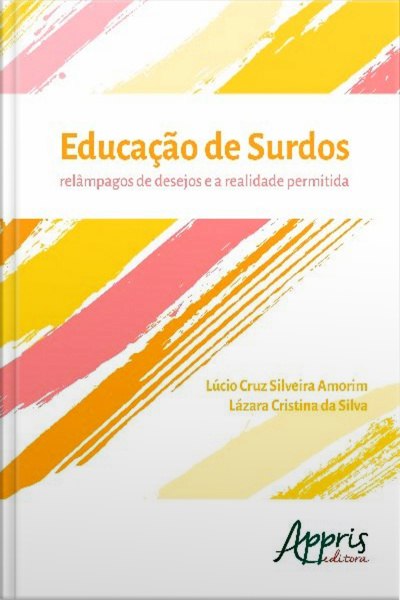 Educação de Surdos
relâmpagos de desejos e a realidade permitida
Lúcio Cruz Silveira Amorim
Lázara Cristina da Silva
Appris
editora